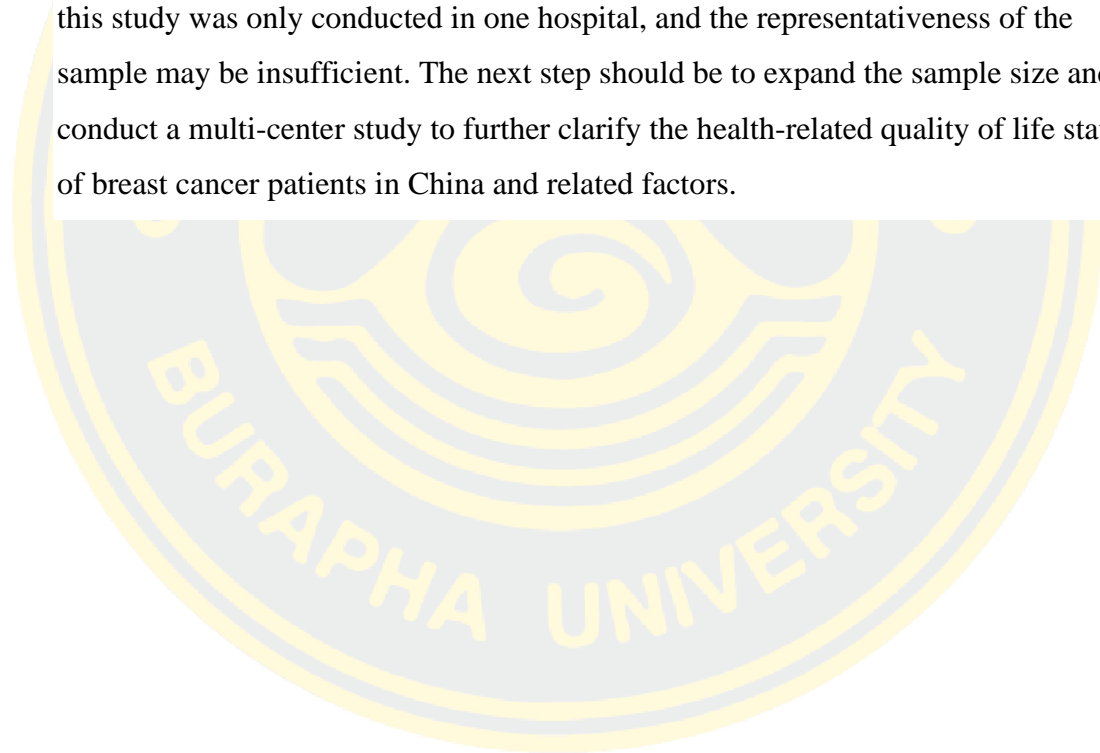 this study was only conducted in one hospital, and the representativeness of the
sample may be insufficient. The next step should be to expand the sample size
conduct a multi-center study to further clarify the health-related quality of life
of breast cancer patients in China and related factors.
BURAPHA UNIVERSITY